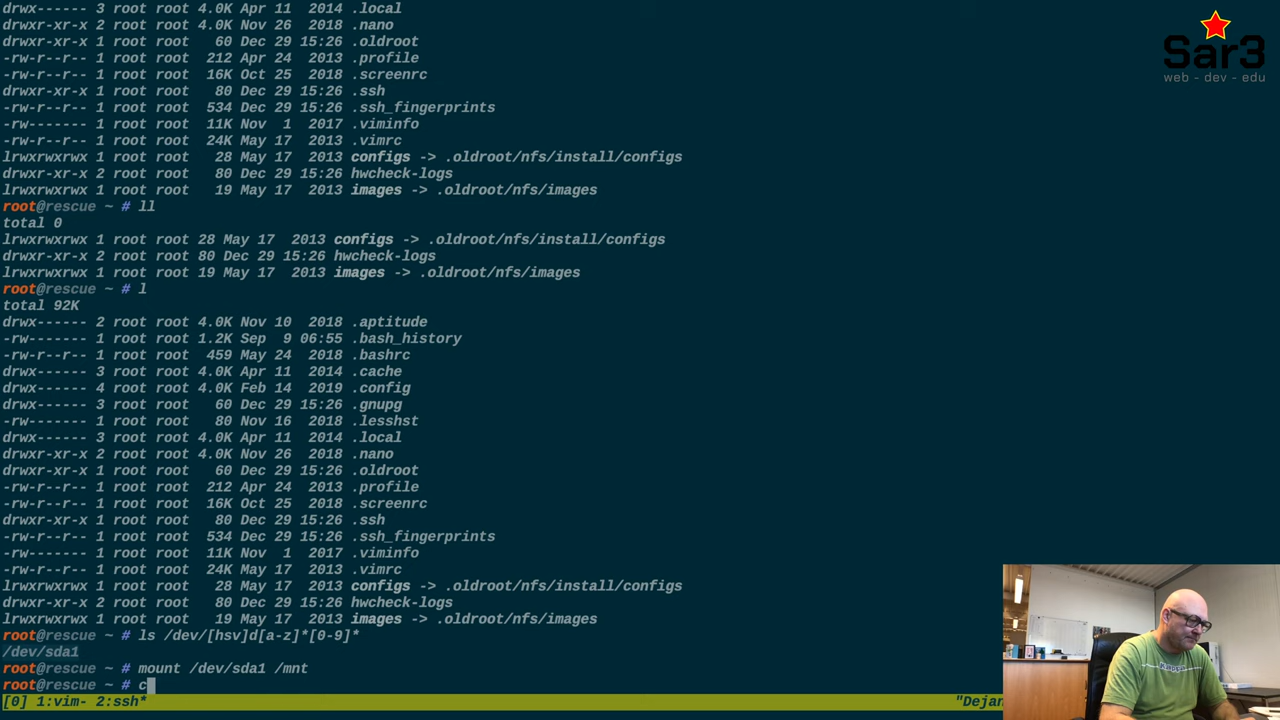 drwx------ 3 root root 4.0K Apr 11  2014 .local
drwxr-xr-x 2 root root 4.0K Nov 26  2018 .nano
drwxr-xr-x 1 root root   60 Dec 29 15:26 .oldroot
-rw-r--r-- 1 root root  212 Apr 24  2013 .profile
-rw-r--r-- 1 root root  16K Oct 25  2018 .screenrc
drwxr-xr-x 1 root root   80 Dec 29 15:26 .ssh
-rw-r--r-- 1 root root  534 Dec 29 15:26 .ssh_fingerprints
-rw------- 1 root root  11K Nov  1  2017 .viminfo
-rw-r--r-- 1 root root  24K May 17  2013 .vimrc
lrwxrwxrwx 1 root root   28 May 17  2013 configs -> .oldroot/nfs/install/configs
drwxr-xr-x 2 root root   80 Dec 29 15:26 hwcheck-logs
lrwxrwxrwx 1 root root   19 May 17  2013 images -> .oldroot/nfs/images
root@rescue ~ # ll
total 0
lrwxrwxrwx 1 root root 28 May 17  2013 configs -> .oldroot/nfs/install/configs
drwxr-xr-x 2 root root 80 Dec 29 15:26 hwcheck-logs
lrwxrwxrwx 1 root root 19 May 17  2013 images -> .oldroot/nfs/images
root@rescue ~ # l
total 92K
drwx------ 2 root root 4.0K Nov 10  2018 .aptitude
-rw------- 1 root root 1.2K Sep  9 06:55 .bash_history
-rw-r--r-- 1 root root  459 May 24  2018 .bashrc
drwx------ 3 root root 4.0K Apr 11  2014 .cache
drwx------ 4 root root 4.0K Feb 14  2019 .config
drwx------ 3 root root   60 Dec 29 15:26 .gnupg
-rw------- 1 root root   80 Nov 16  2018 .lesshst
drwx------ 3 root root 4.0K Apr 11  2014 .local
drwxr-xr-x 2 root root 4.0K Nov 26  2018 .nano
drwxr-xr-x 1 root root   60 Dec 29 15:26 .oldroot
-rw-r--r-- 1 root root  212 Apr 24  2013 .profile
-rw-r--r-- 1 root root  16K Oct 25  2018 .screenrc
drwxr-xr-x 1 root root   80 Dec 29 15:26 .ssh
-rw-r--r-- 1 root root  534 Dec 29 15:26 .ssh_fingerprints
-rw------- 1 root root  11K Nov  1  2017 .viminfo
-rw-r--r-- 1 root root  24K May 17  2013 .vimrc
lrwxrwxrwx 1 root root   28 May 17  2013 configs -> .oldroot/nfs/install/configs
drwxr-xr-x 2 root root   80 Dec 29 15:26 hwcheck-logs
lrwxrwxrwx 1 root root   19 May 17  2013 images -> .oldroot/nfs/images
root@rescue ~ # ls /dev/[hsv]d[a-z]*[0-9]*
/dev/sda1
root@rescue ~ # mount /dev/sda1 /mnt
root@rescue ~ # c
[0] 1:vim- 2:ssh* "Dejan
Sar3
web - dev - edu